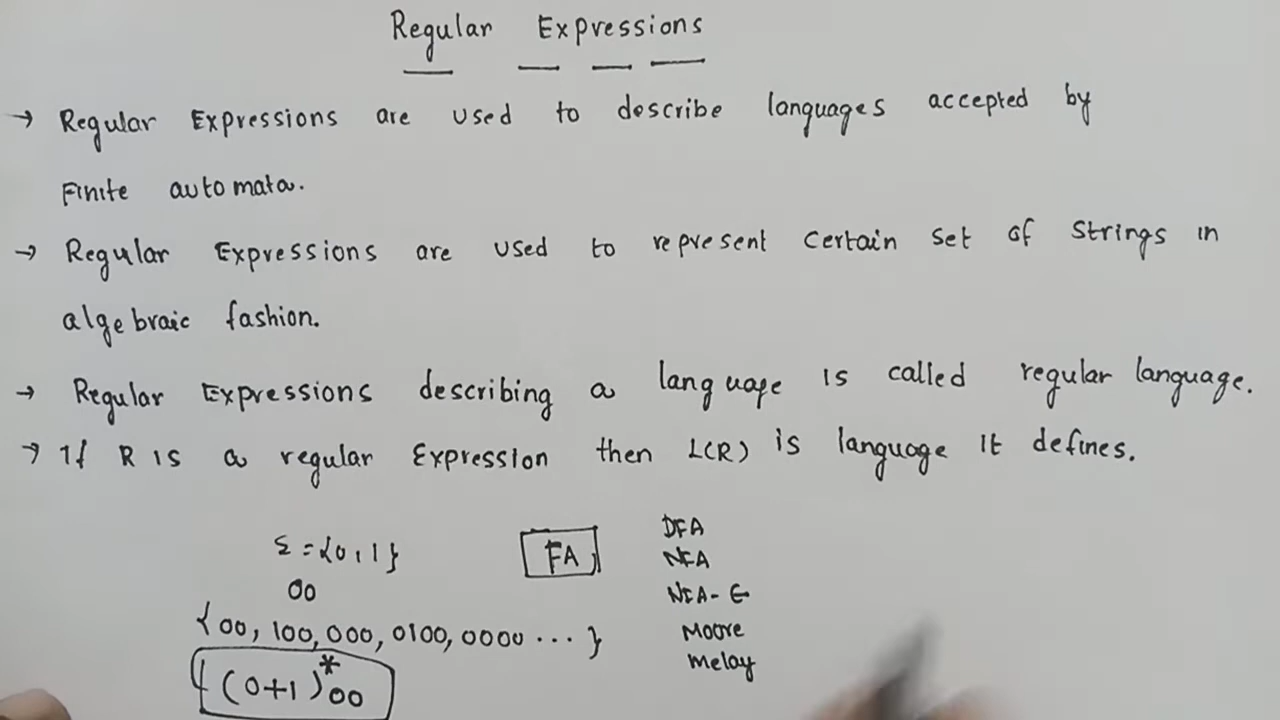 Regular Expressions
→ Regular Expressions are used to describe languages accepted by
Finite automata.
→ Regular Expressions are used to represent certain set of strings in
algebraic fashion.
→ Regular Expressions describing a language is called regular language.
→ If R is a regular Expression then L(R) is language it defines.
Σ = {0,1}
00
{00, 100, 000, 0100, 0000 ... }
(0+1)*00
FA
DFA
NFA
NFA-ε
Moore
Melay